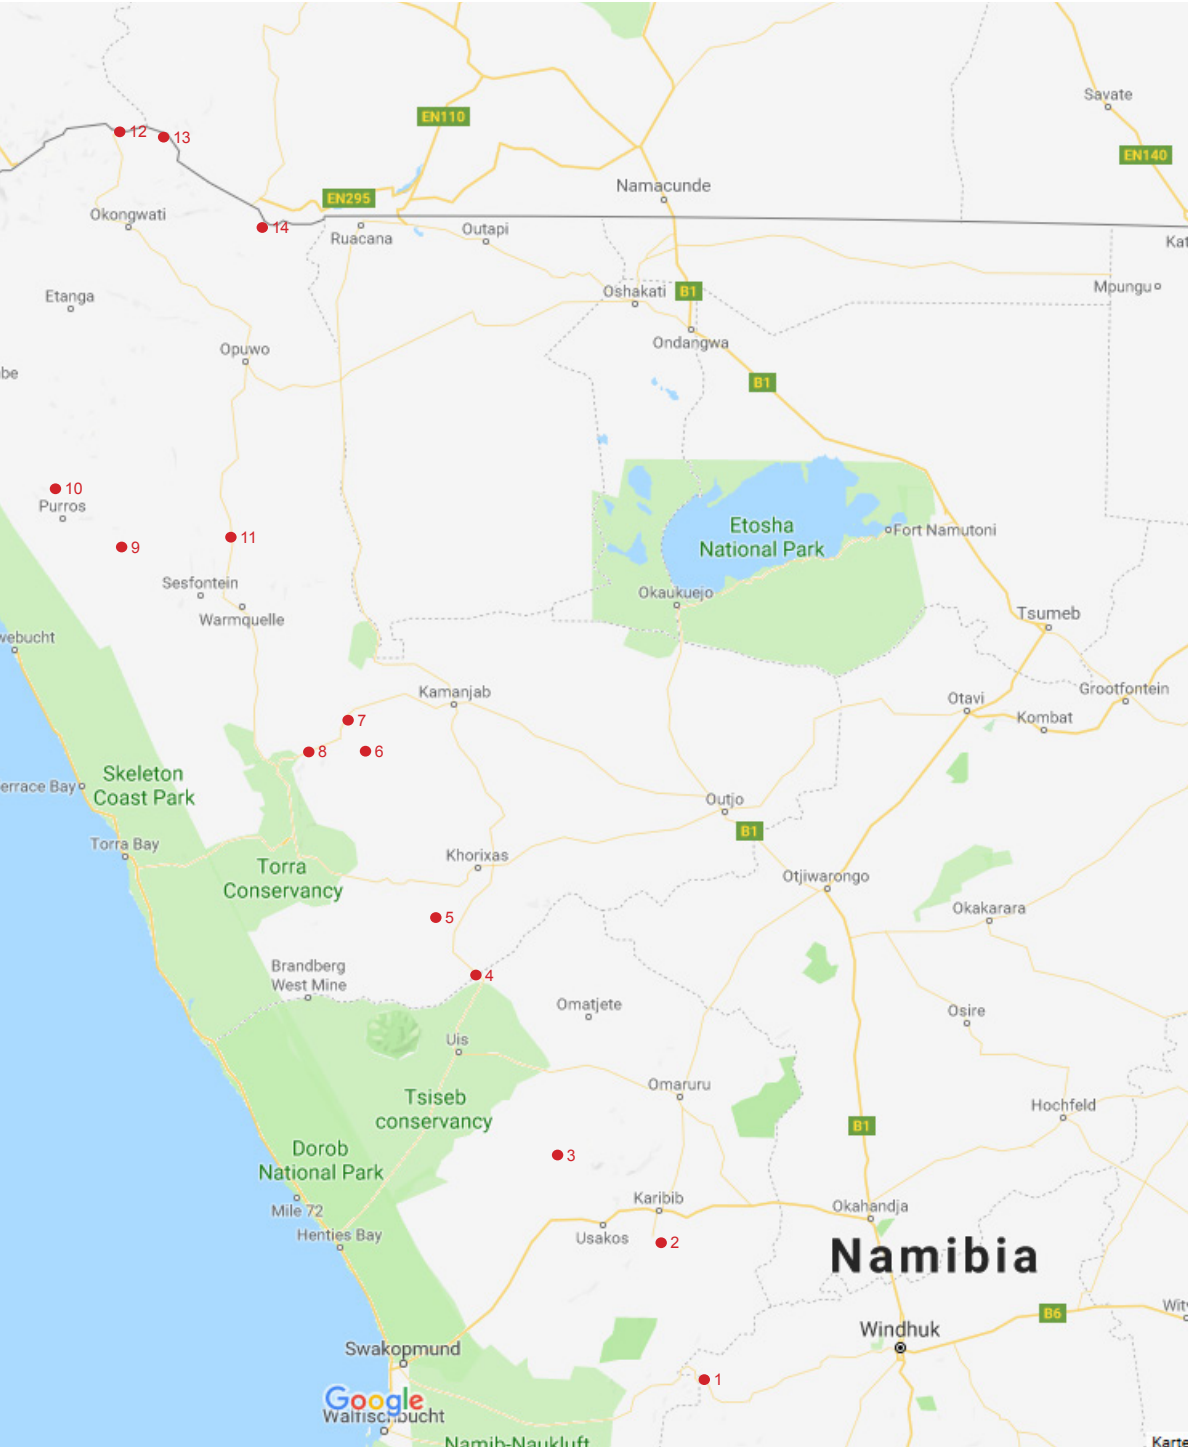 Savate
EN110
12
13
EN140
Namacunde
EN295
Okongwati
14
Ruacana
Outapi
Kat
Etanga
Oshakati
B1
Mpungu
Ondangwa
Opuwo
be
B1
10
Purros
Etosha
National Park
Fort Namutoni
11
9
Sesfontein
Okaukuejo
Warmquelle
Tsumeb
webucht
Kamanjab
Grootfontein
Otavi
Kombat
7
8
6
Skeleton
Coast Park
errace Bay
Outjo
B1
Torra Bay
Khorixas
Torra
Conservancy
Otjiwarongo
Okakarara
5
Brandberg
West Mine
4
Omatjete
Osire
Uis
Omaruru
Tsiseb
conservancy
Hochfeld
B1
Dorob
National Park
3
Karibib
Mile 72
Okahandja
Henties Bay
Usakos
2
Namibia
B6
Wit
Windhuk
Swakopmund
1
Google
Walfischbucht
Namib-Naukluft
Karte